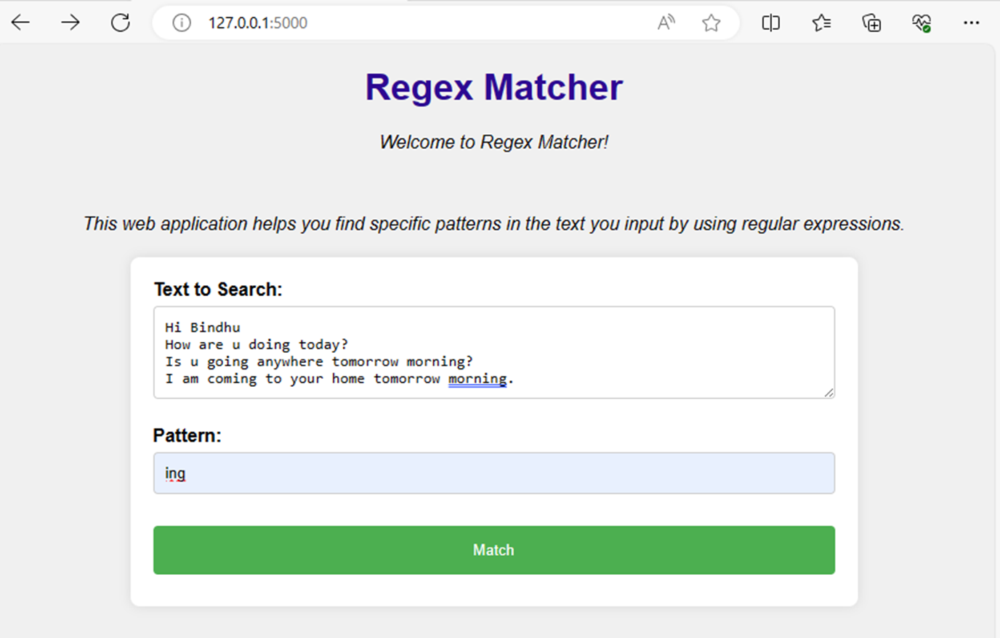 127.0.0.1:5000
Regex Matcher
Welcome to Regex Matcher!
This web application helps you find specific patterns in the text you input by using regular expressions.
Text to Search:
Hi Bindhu
How are u doing today?
Is u going anywhere tomorrow morning?
I am coming to your home tomorrow morning.
Pattern:
ing
Match